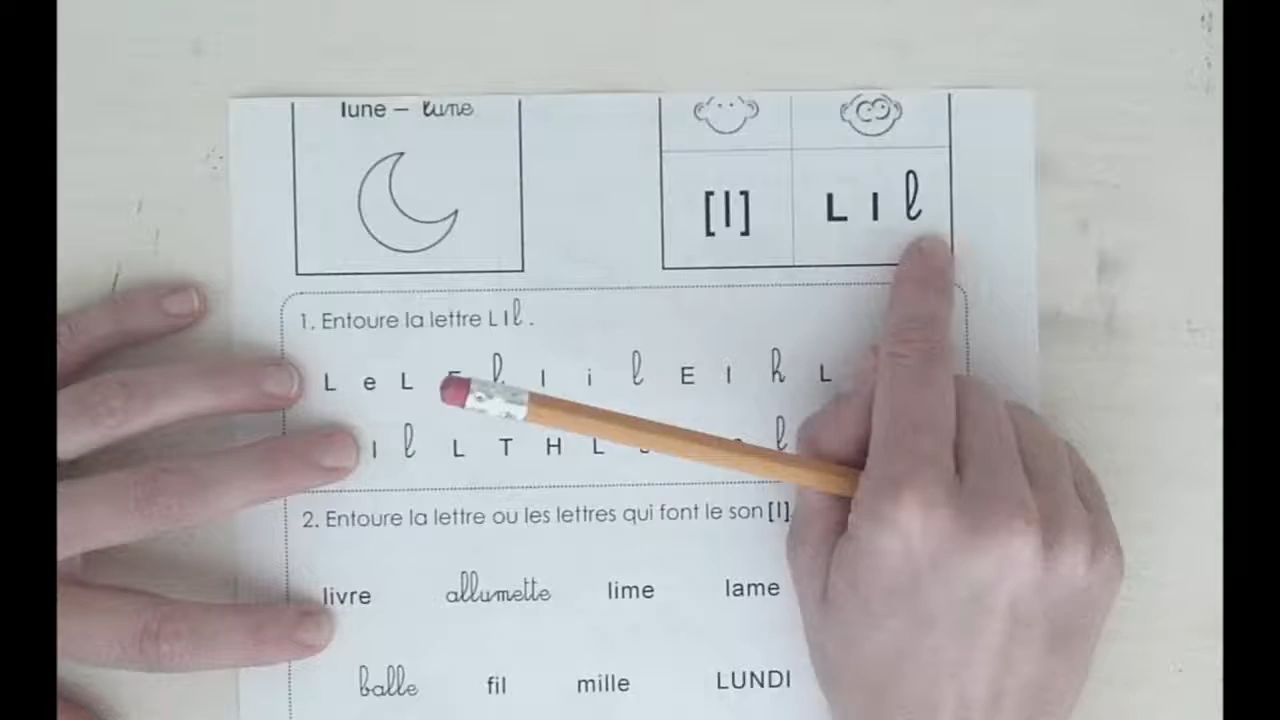 lune – lune
[l] L l l
1. Entoure la lettre L l l .
L e L l i l E l h L
l l L T H L l
2. Entoure la lettre ou les lettres qui font le son [l]
livre allumette lime lame
balle fil mille LUNDI